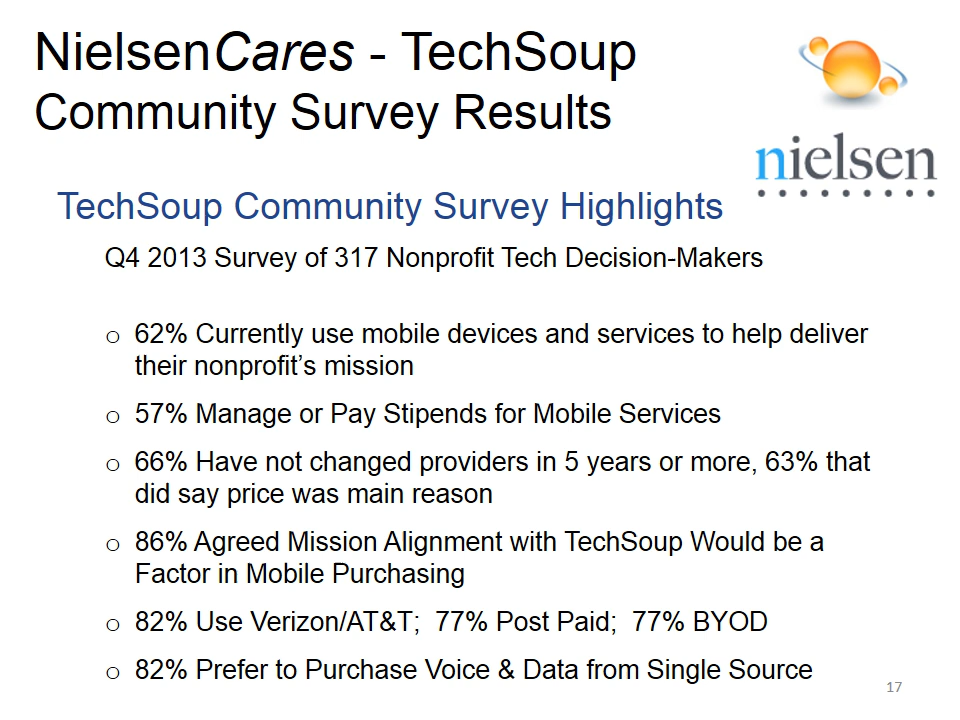 NielsenCares - TechSoup
Community Survey Results
nielsen
TechSoup Community Survey Highlights
Q4 2013 Survey of 317 Nonprofit Tech Decision-Makers
o 62% Currently use mobile devices and services to help deliver
their nonprofit’s mission
o 57% Manage or Pay Stipends for Mobile Services
o 66% Have not changed providers in 5 years or more, 63% that
did say price was main reason
o 86% Agreed Mission Alignment with TechSoup Would be a
Factor in Mobile Purchasing
o 82% Use Verizon/AT&T;  77% Post Paid;  77% BYOD
o 82% Prefer to Purchase Voice & Data from Single Source
17